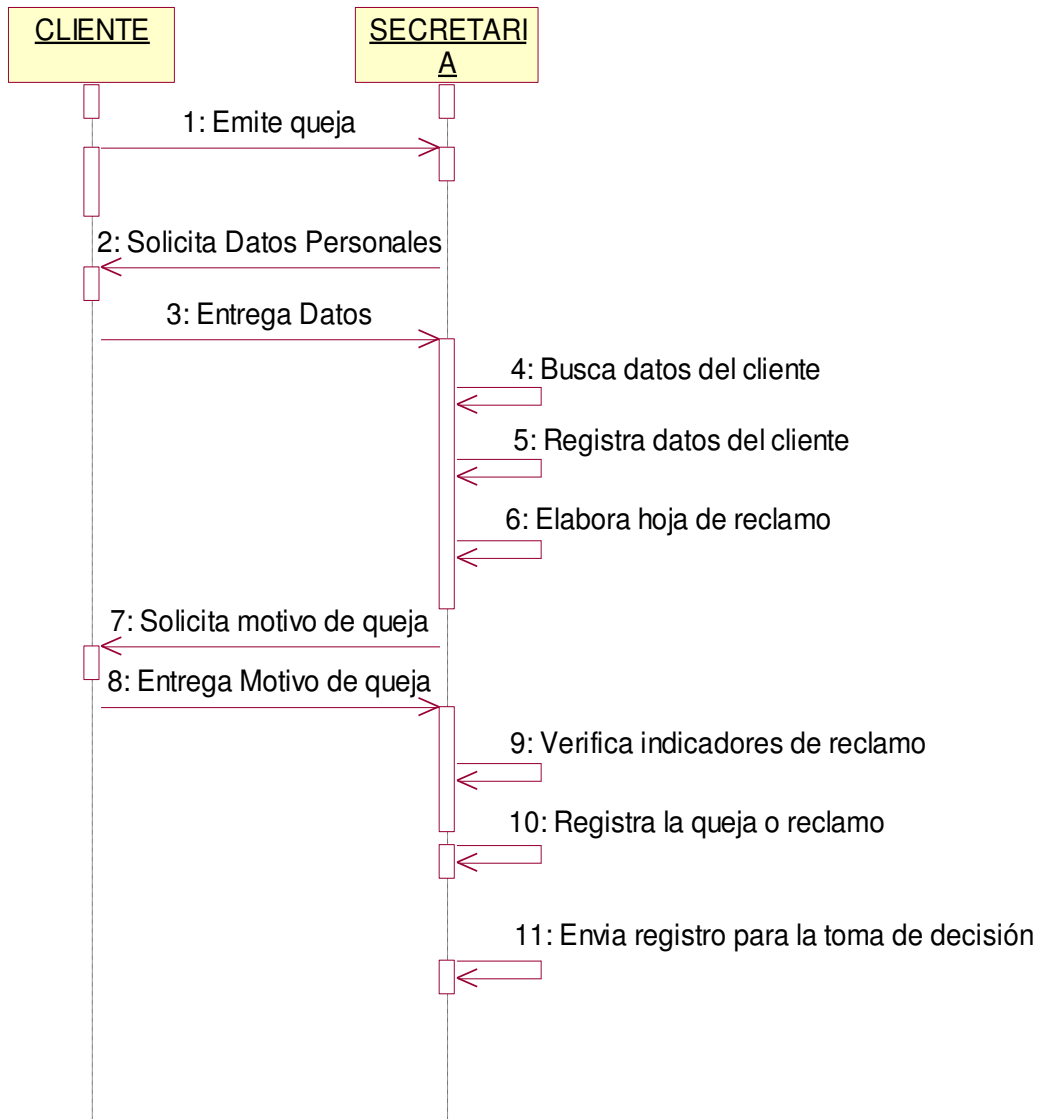 CLIENTE
SECRETARI
A
1: Emite queja
2: Solicita Datos Personales
3: Entrega Datos
4: Busca datos del cliente
5: Registra datos del cliente
6: Elabora hoja de reclamo
7: Solicita motivo de queja
8: Entrega Motivo de queja
9: Verifica indicadores de reclamo
10: Registra la queja o reclamo
11: Envia registro para la toma de decisión